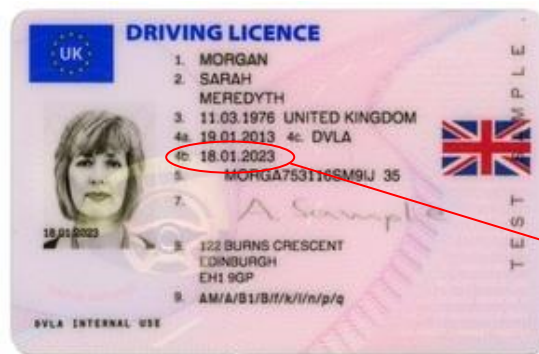 UK
DRIVING LICENCE
1. MORGAN
2. SARAH
MEREDYTH
3. 11.03.1976 UNITED KINGDOM
4a. 19.01.2013 4c. DVLA
4b. 18.01.2023
5. MORGA753116SM9IJ 35
7. A Sample
18.01.2023
8. 122 BURNS CRESCENT
EDINBURGH
EH1 9GP
9. AM/A/B1/B/f/k/l/n/p/q
DVLA INTERNAL USE
TEST SAMPLE